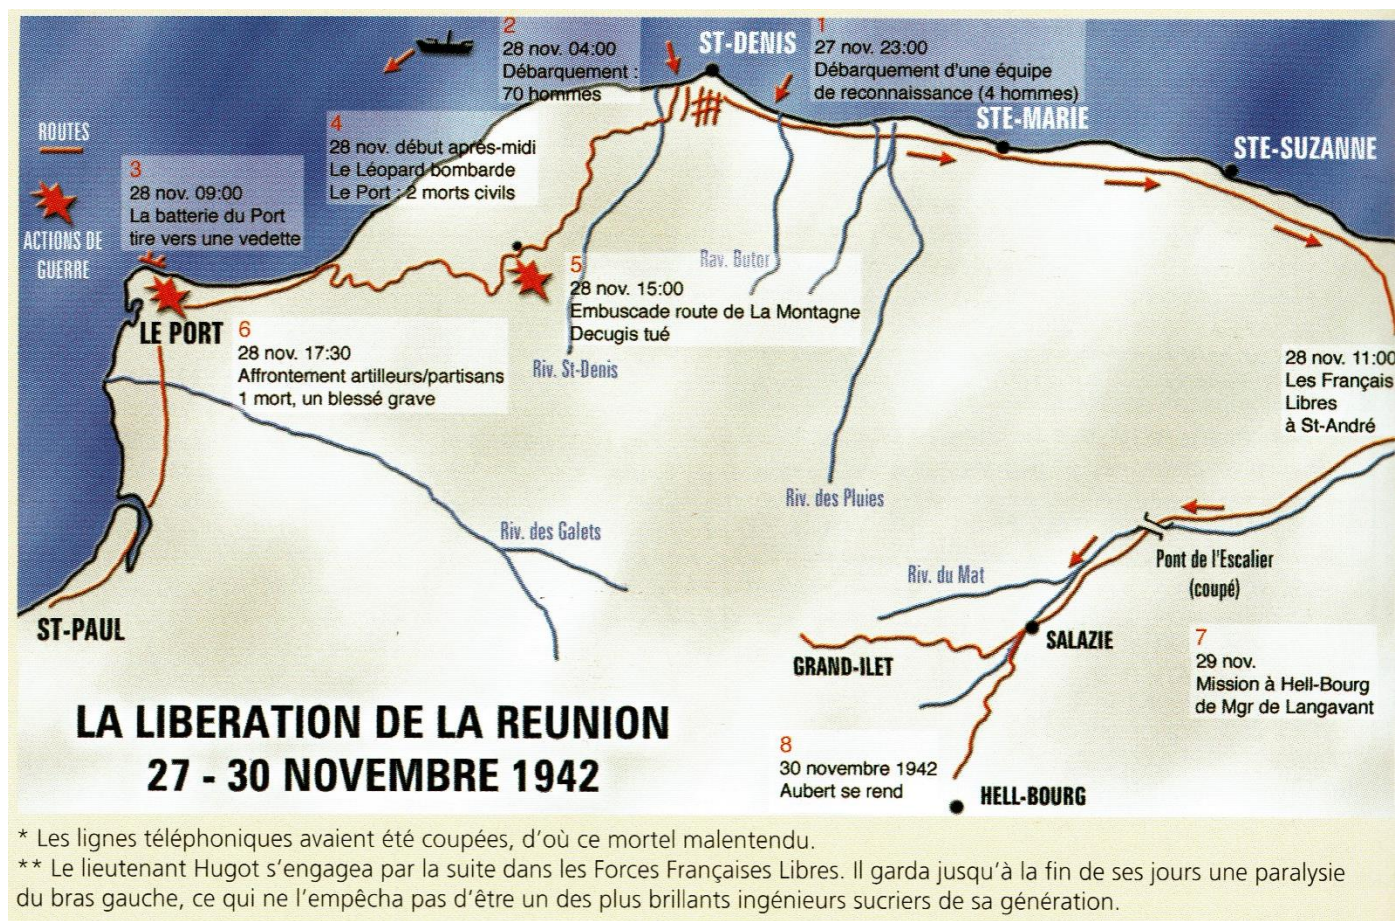 2
28 nov. 04:00
Débarquement :
70 hommes
ST-DENIS
1
27 nov. 23:00
Débarquement d'une équipe
de reconnaissance (4 hommes)
STE-MARIE
STE-SUZANNE
ROUTES
ACTIONS DE
GUERRE
4
28 nov. début après-midi
Le Léopard bombarde
Le Port : 2 morts civils
3
28 nov. 09:00
La batterie du Port
tire vers une vedette
Rav. Butor
5
28 nov. 15:00
Embuscade route de La Montagne
Decugis tué
LE PORT
6
28 nov. 17:30
Affrontement artilleurs/partisans
1 mort, un blessé grave
Riv. St-Denis
28 nov. 11:00
Les Français
Libres
à St-André
Riv. des Pluies
Riv. des Galets
Riv. du Mat
Pont de l'Escalier
(coupé)
ST-PAUL
SALAZIE
GRAND-ILET
7
29 nov.
Mission à Hell-Bourg
de Mgr de Langavant
LA LIBERATION DE LA REUNION
27 - 30 NOVEMBRE 1942
8
30 novembre 1942
Aubert se rend
HELL-BOURG
* Les lignes téléphoniques avaient été coupées, d'où ce mortel malentendu.
** Le lieutenant Hugot s'engagea par la suite dans les Forces Françaises Libres. Il garda jusqu'à la fin de ses jours une paralysie
du bras gauche, ce qui ne l'empêcha pas d'être un des plus brillants ingénieurs sucriers de sa génération.